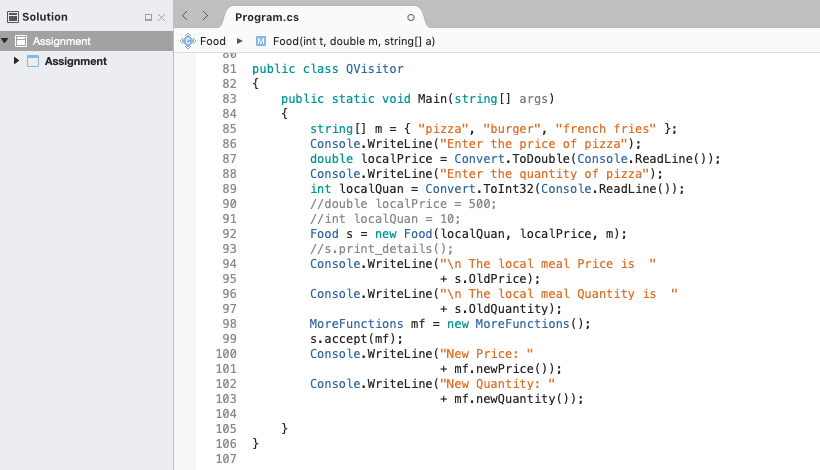 Solution
Assignment
Assignment
Program.cs
Food Food(int t, double m, string[] a)
80
81 public class QVisitor
82 {
83 public static void Main(string[] args)
84 {
85 string[] m = { "pizza", "burger", "french fries" };
86 Console.WriteLine("Enter the price of pizza");
87 double localPrice = Convert.ToDouble(Console.ReadLine());
88 Console.WriteLine("Enter the quantity of pizza");
89 int localQuan = Convert.ToInt32(Console.ReadLine());
90 //double localPrice = 500;
91 //int localQuan = 10;
92 Food s = new Food(localQuan, localPrice, m);
93 //s.print_details();
94 Console.WriteLine("\n The local meal Price is  "
95 + s.OldPrice);
96 Console.WriteLine("\n The local meal Quantity is  "
97 + s.OldQuantity);
98 MoreFunctions mf = new MoreFunctions();
99 s.accept(mf);
100 Console.WriteLine("New Price: "
101 + mf.newPrice());
102 Console.WriteLine("New Quantity: "
103 + mf.newQuantity());
104
105 }
106 }
107